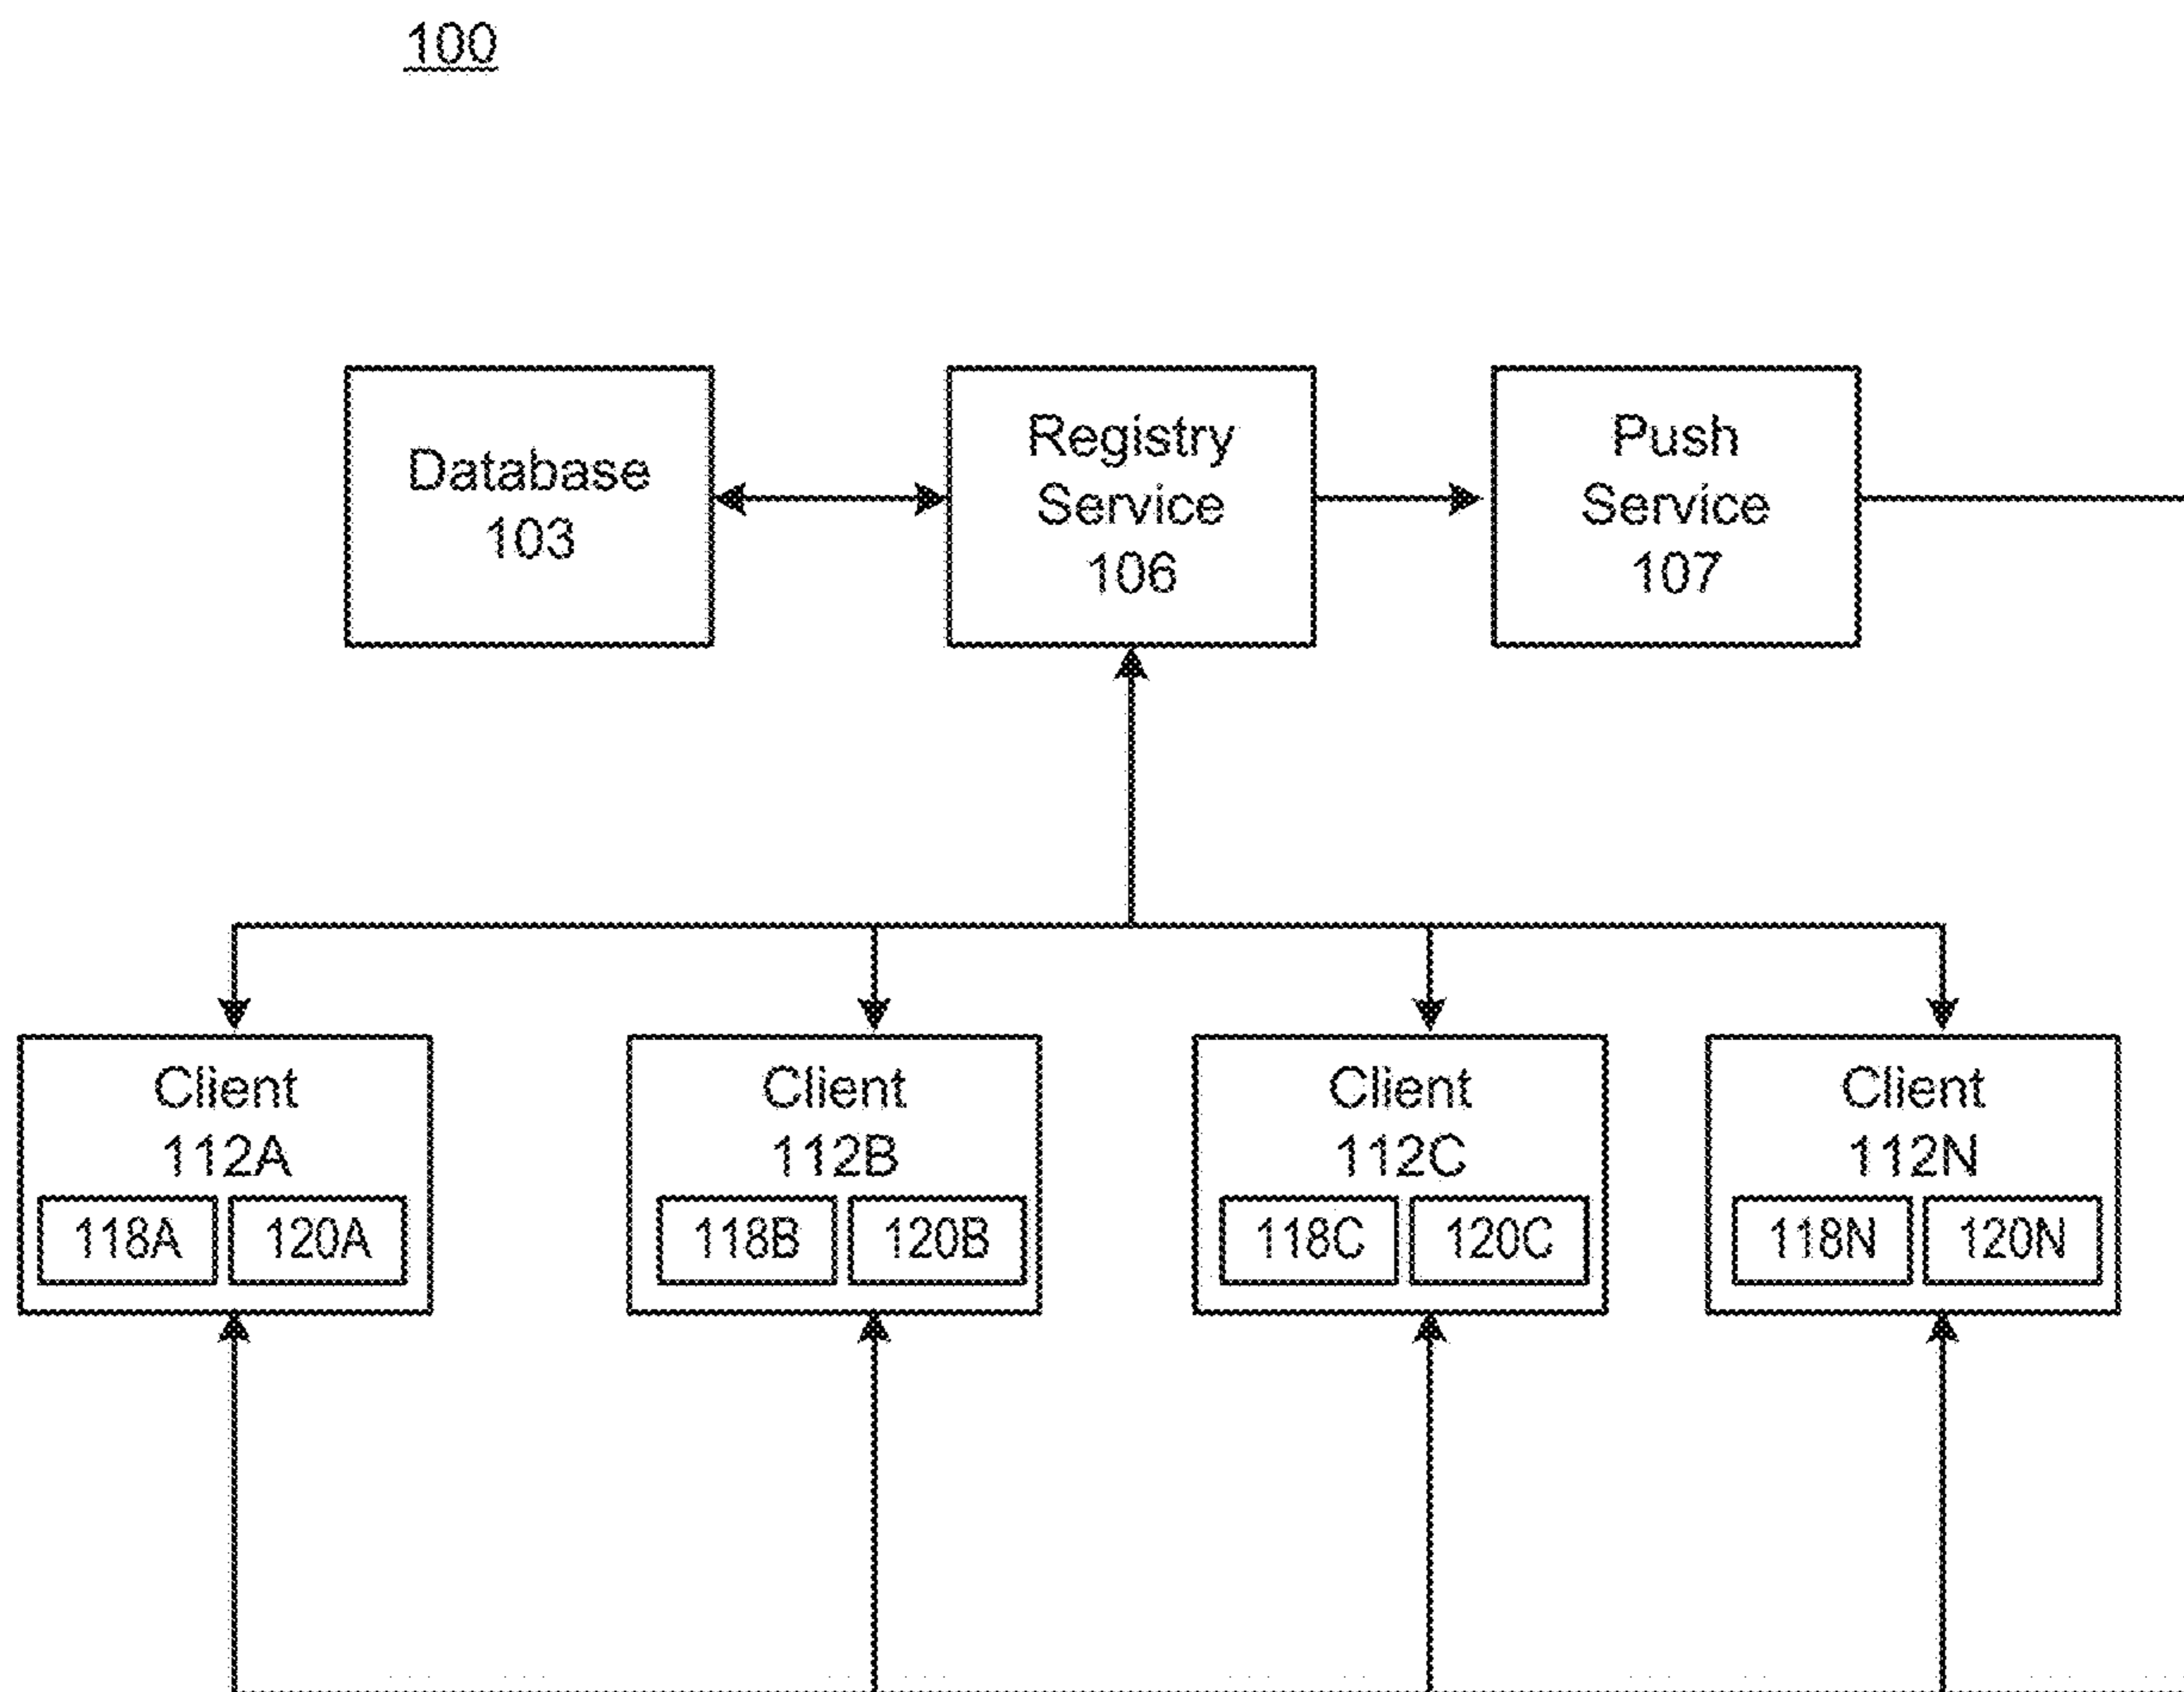 100
Database
103
Registry
Service
106
Push
Service
107
Client
112A
118A
120A
Client
112B
118B
120B
Client
112C
118C
120C
Client
112N
118N
120N